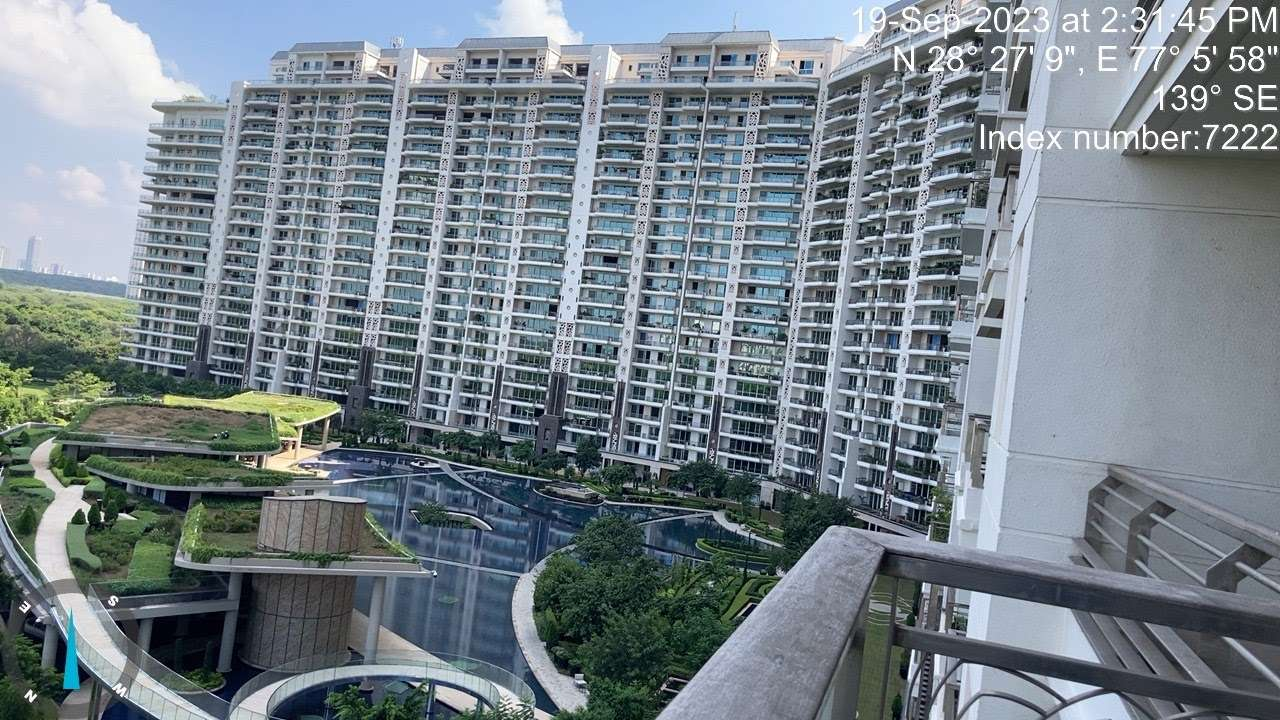 19-Sep-2023 at 2:31:45 PM
N 28° 27' 9", E 77° 5' 58"
139° SE
Index number:7222
S
E
W
N